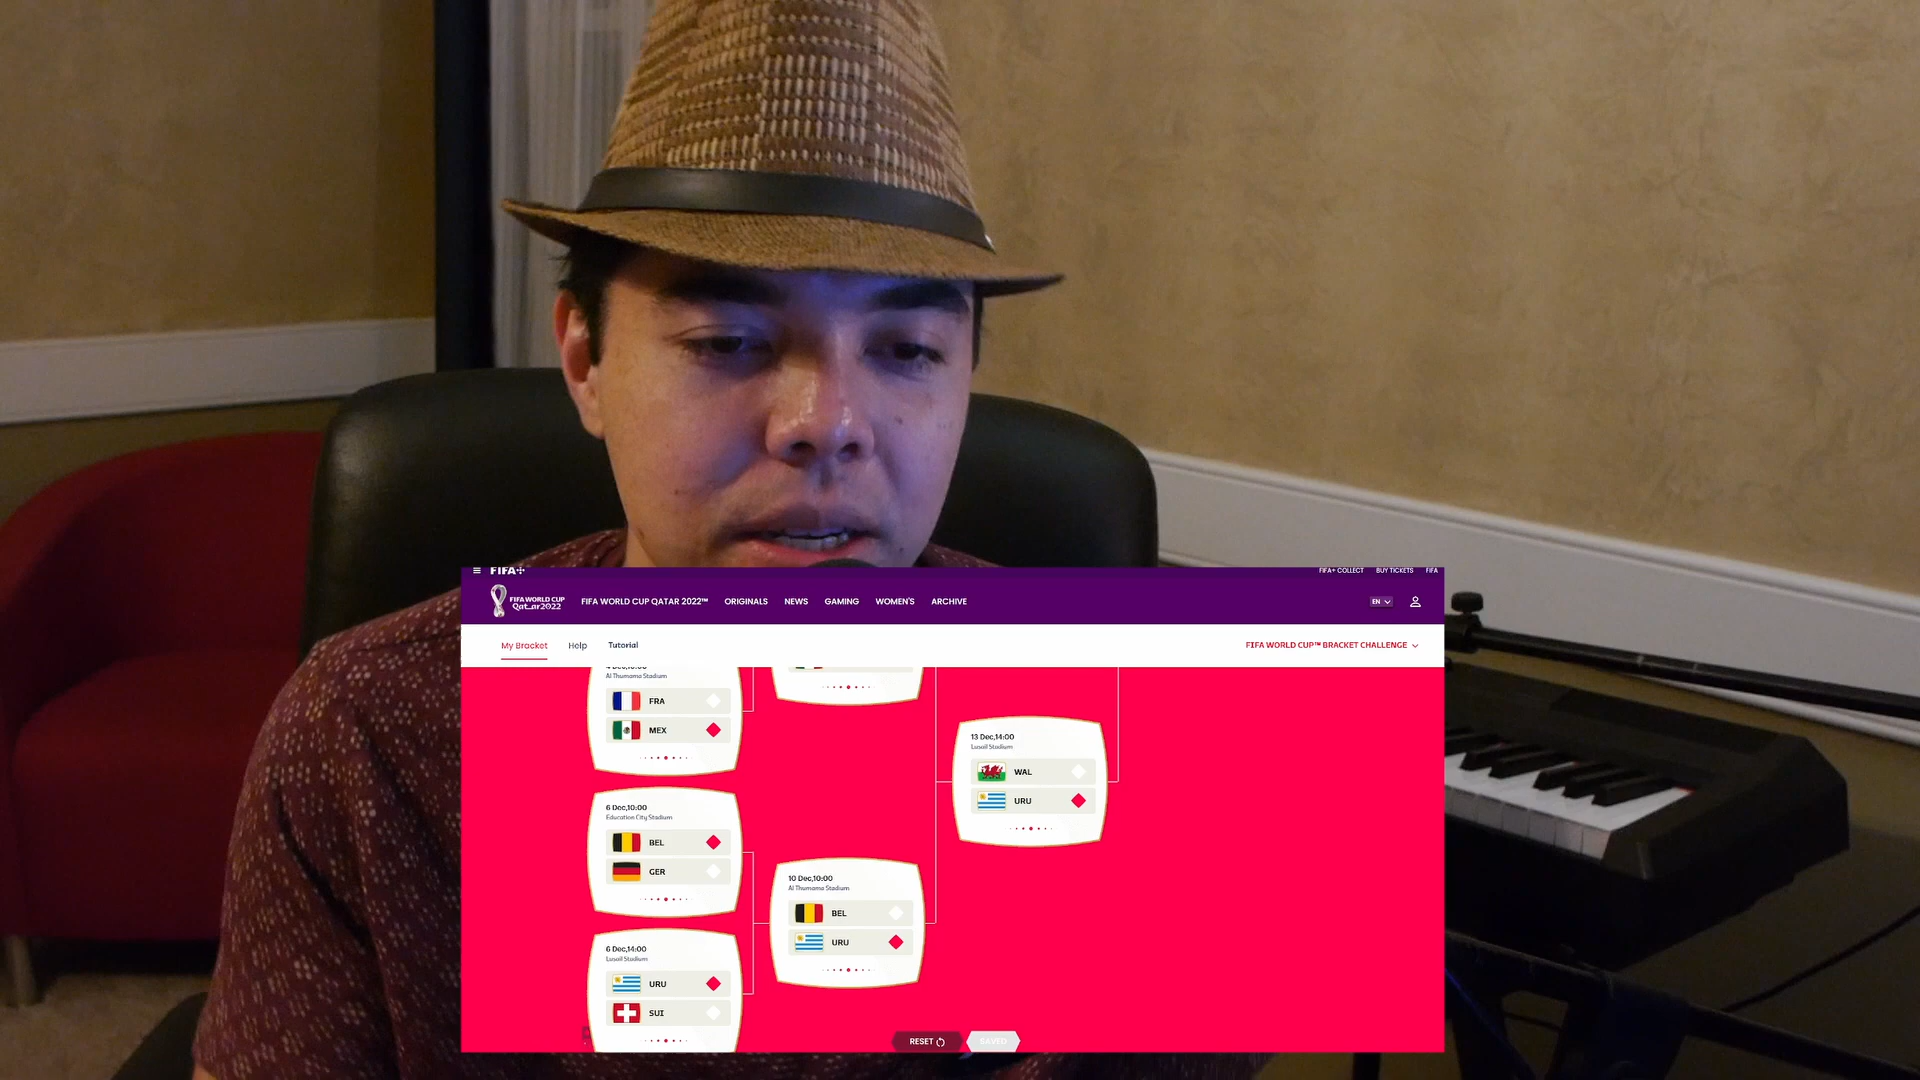 FIFA+
FIFA+ COLLECT BUY TICKETS FIFA
FIFA WORLD CUP
Qatar2022
FIFA WORLD CUP QATAR 2022™ ORIGINALS NEWS GAMING WOMEN'S ARCHIVE
EN
My Bracket Help Tutorial
FIFA WORLD CUP™ BRACKET CHALLENGE
Al Thumama Stadium
FRA
MEX
13 Dec,14:00
Lusail Stadium
WAL
URU
6 Dec,10:00
Education City Stadium
BEL
GER
10 Dec,10:00
Al Thumama Stadium
BEL
URU
6 Dec,14:00
Lusail Stadium
URU
SUI
RESET
SAVED